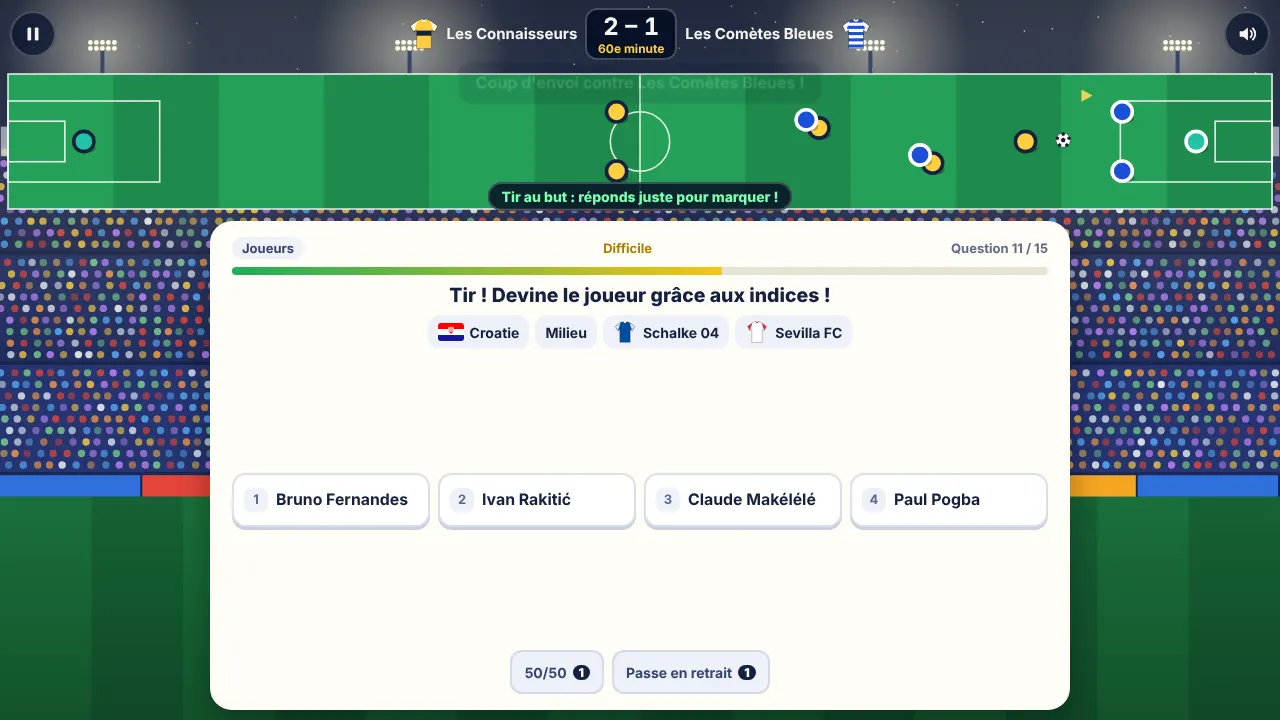 Les Connaisseurs
2 – 1
60e minute
Les Comètes Bleues
Coup d'envoi contre Les Comètes Bleues !
Tir au but : réponds juste pour marquer !
Joueurs
Difficile
Question 11 / 15
Tir ! Devine le joueur grâce aux indices !
Croatie
Milieu
Schalke 04
Sevilla FC
1 Bruno Fernandes
2 Ivan Rakitić
3 Claude Makélélé
4 Paul Pogba
50/50 1
Passe en retrait 1